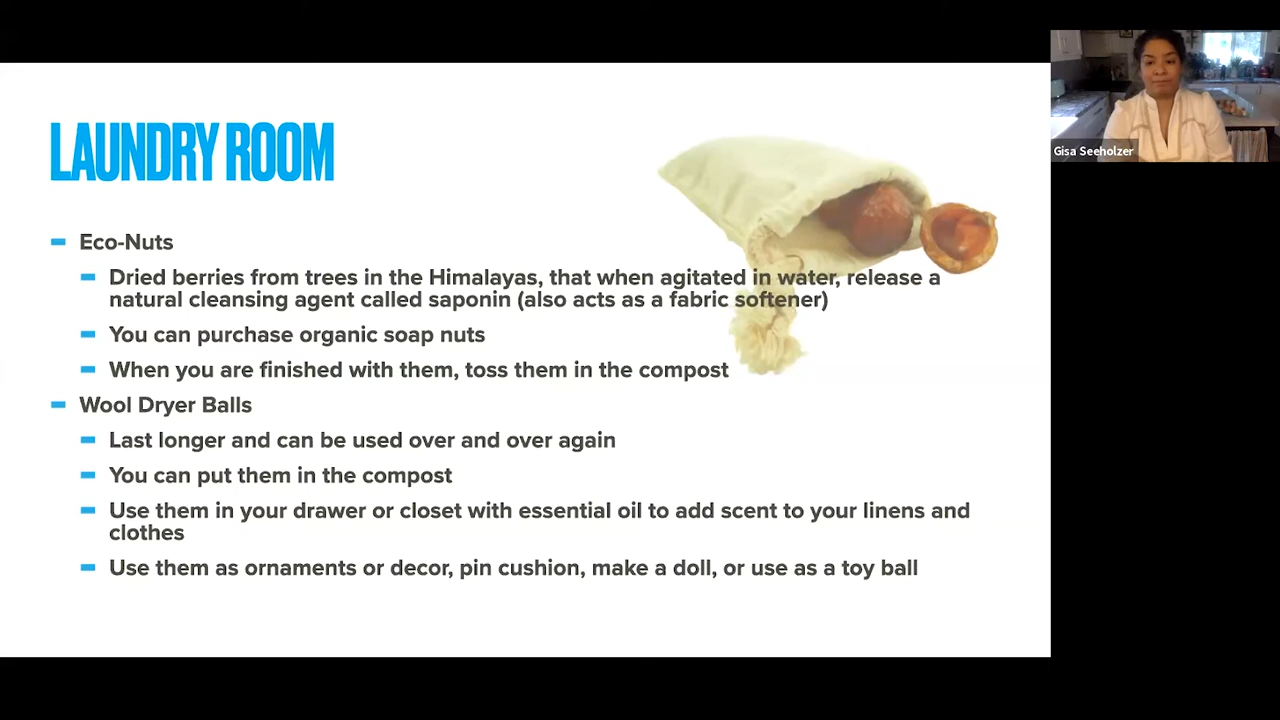 LAUNDRY ROOM
Eco-Nuts
Dried berries from trees in the Himalayas, that when agitated in water, release a
natural cleansing agent called saponin (also acts as a fabric softener)
You can purchase organic soap nuts
When you are finished with them, toss them in the compost
Wool Dryer Balls
Last longer and can be used over and over again
You can put them in the compost
Use them in your drawer or closet with essential oil to add scent to your linens and
clothes
Use them as ornaments or decor, pin cushion, make a doll, or use as a toy ball
Gisa Seeholzer